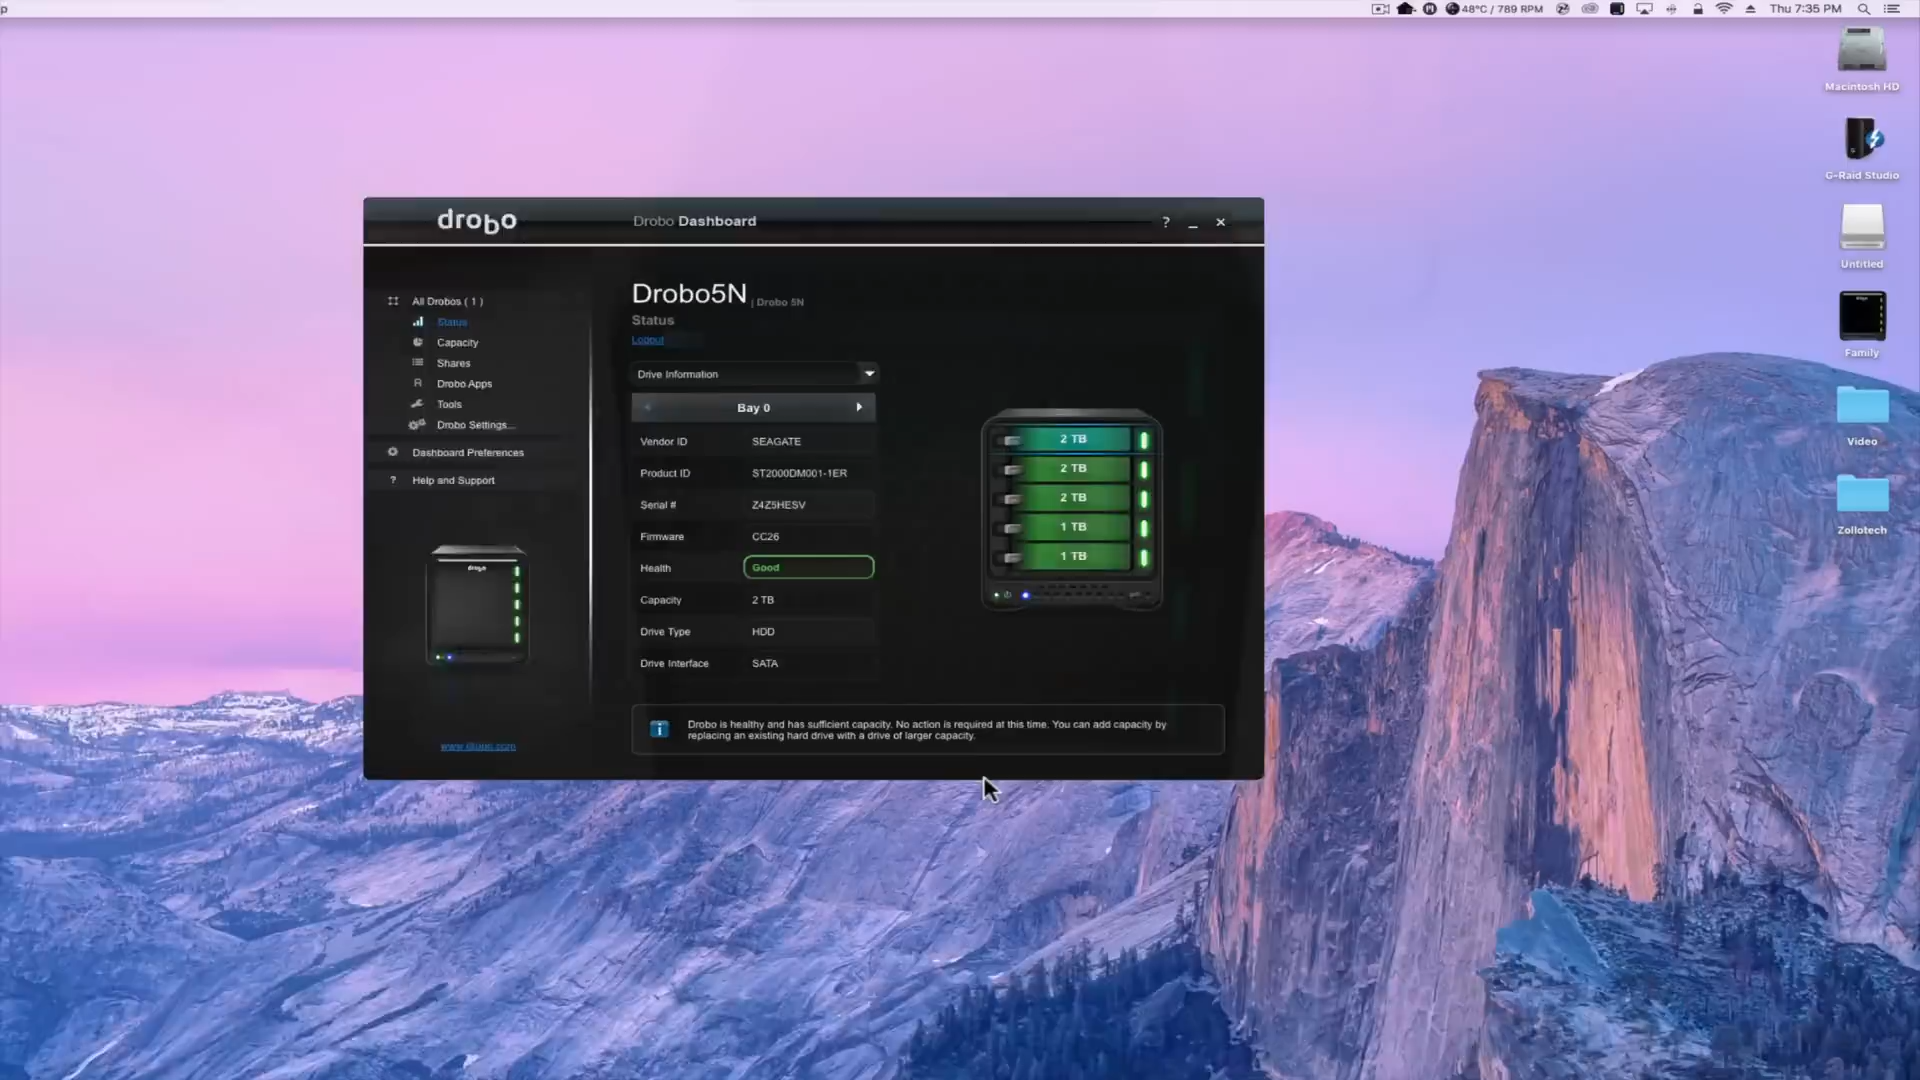 p
48°C / 789 RPM
Thu 7:35 PM
Macintosh HD
G-Raid Studio
Untitled
Family
Video
Zollotech
drobo
Drobo Dashboard
?
All Drobos ( 1 )
Status
Capacity
Shares
Drobo Apps
Tools
Drobo Settings...
Dashboard Preferences
? Help and Support
drobo
Drobo5N | Drobo 5N
Status
Logout
Drive Information
Bay 0
Vendor ID SEAGATE
Product ID ST2000DM001-1ER
Serial # Z4Z5HESV
Firmware CC26
Health Good
Capacity 2 TB
Drive Type HDD
Drive Interface SATA
2 TB
2 TB
2 TB
1 TB
1 TB
Drobo is healthy and has sufficient capacity. No action is required at this time. You can add capacity by
replacing an existing hard drive with a drive of larger capacity.